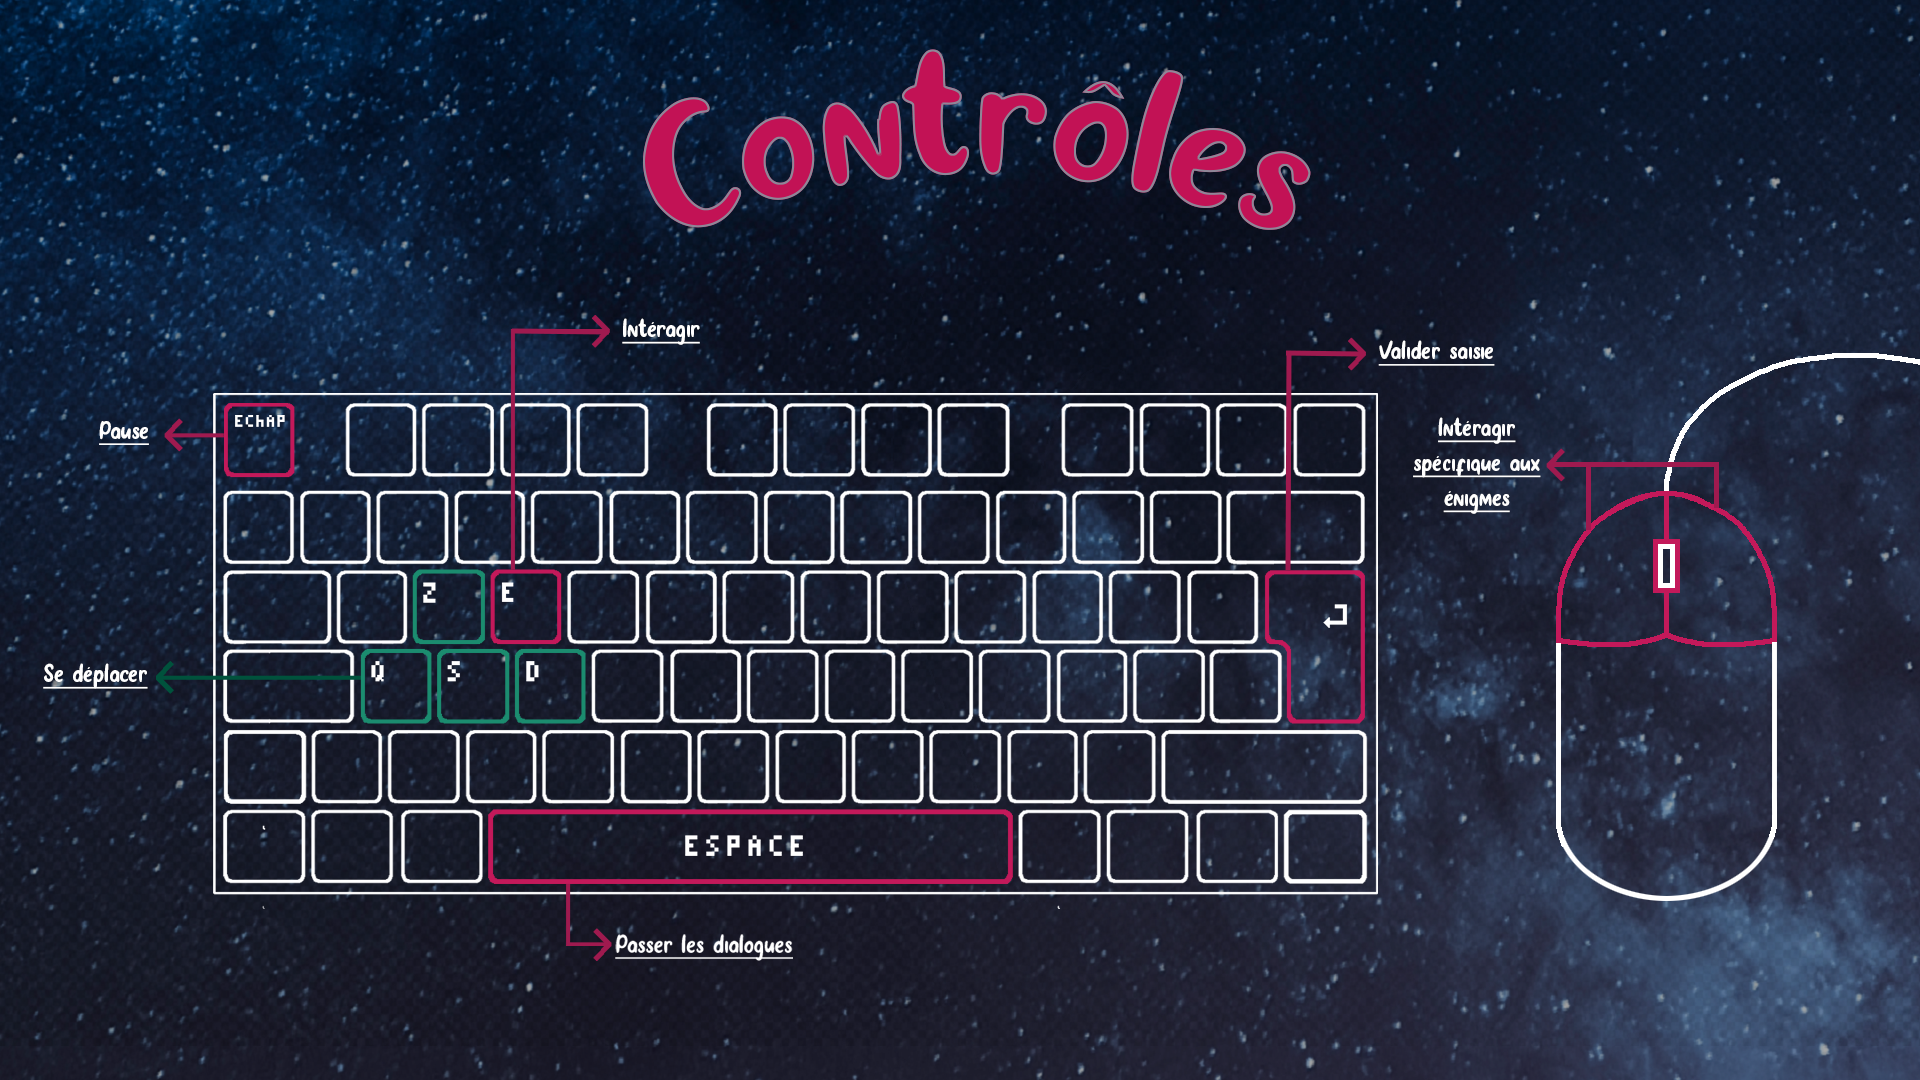 Contrôles
Intéragir
Valider saisie
Pause
ECHAP
Intéragir
spécifique aux
énigmes
Z
E
Se déplacer
Q
S
D
ESPACE
Passer les dialogues